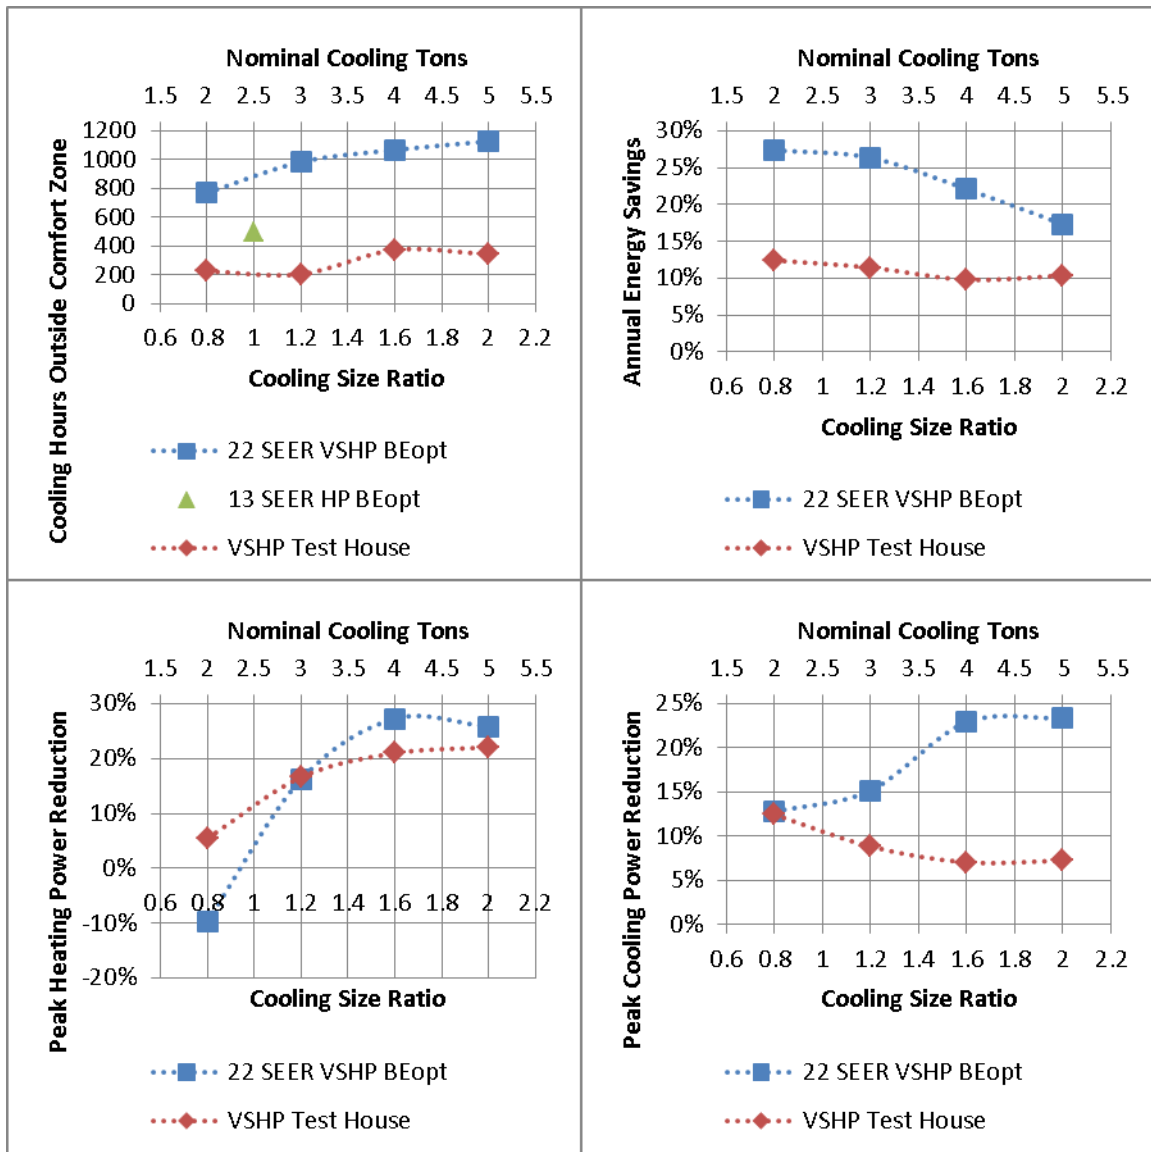 Nominal Cooling Tons
1.5 2 2.5 3 3.5 4 4.5 5 5.5
Cooling Hours Outside Comfort Zone
1200
1000
800
600
400
200
0
0.6 0.8 1 1.2 1.4 1.6 1.8 2 2.2
Cooling Size Ratio
22 SEER VSHP BEopt
13 SEER HP BEopt
VSHP Test House
Nominal Cooling Tons
1.5 2 2.5 3 3.5 4 4.5 5 5.5
Annual Energy Savings
30%
25%
20%
15%
10%
5%
0%
0.6 0.8 1 1.2 1.4 1.6 1.8 2 2.2
Cooling Size Ratio
22 SEER VSHP BEopt
VSHP Test House
Nominal Cooling Tons
1.5 2 2.5 3 3.5 4 4.5 5 5.5
Peak Heating Power Reduction
30%
20%
10%
0%
0.6 0.8 1 1.2 1.4 1.6 1.8 2 2.2
-10%
-20%
Cooling Size Ratio
22 SEER VSHP BEopt
VSHP Test House
Nominal Cooling Tons
1.5 2 2.5 3 3.5 4 4.5 5 5.5
Peak Cooling Power Reduction
25%
20%
15%
10%
5%
0%
0.6 0.8 1 1.2 1.4 1.6 1.8 2 2.2
Cooling Size Ratio
22 SEER VSHP BEopt
VSHP Test House